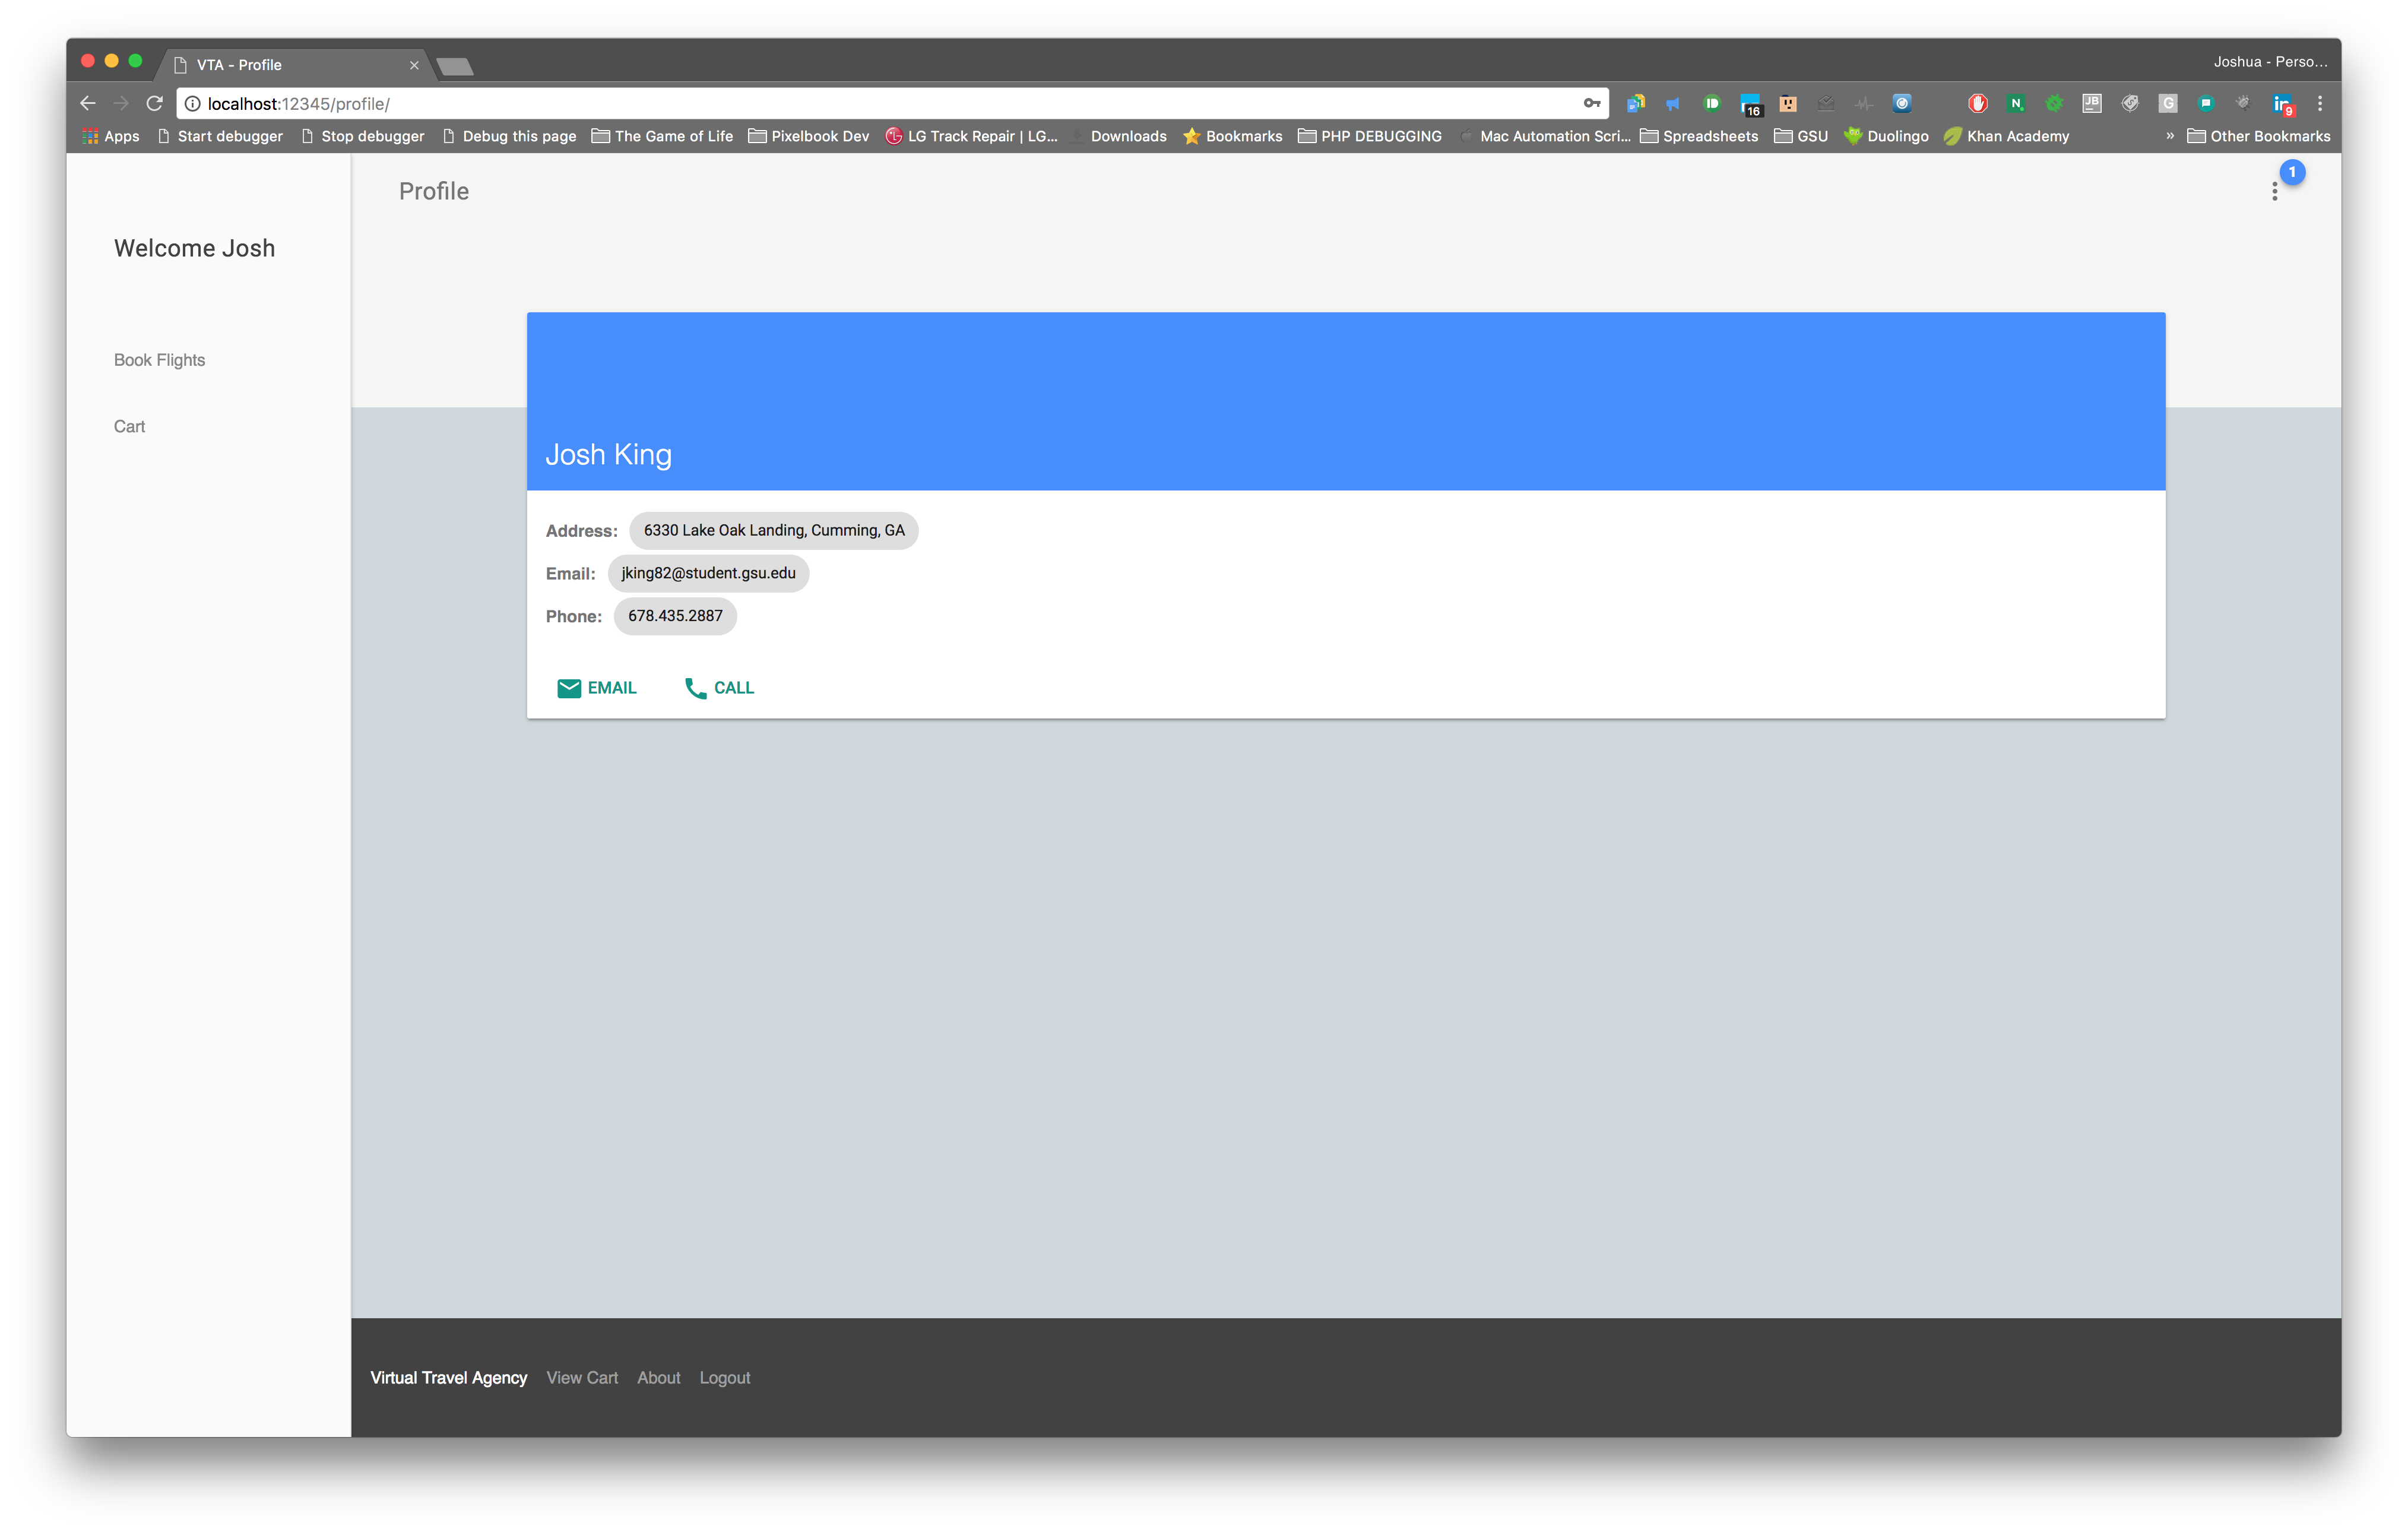 VTA - Profile
Joshua - Perso...
localhost:12345/profile/
16
9
Apps Start debugger Stop debugger Debug this page The Game of Life Pixelbook Dev LG Track Repair | LG... Downloads Bookmarks PHP DEBUGGING Mac Automation Scri... Spreadsheets GSU Duolingo Khan Academy » Other Bookmarks
Profile
1
Welcome Josh
Book Flights
Cart
Josh King
Address: 6330 Lake Oak Landing, Cumming, GA
Email: jking82@student.gsu.edu
Phone: 678.435.2887
EMAIL CALL
Virtual Travel Agency View Cart About Logout